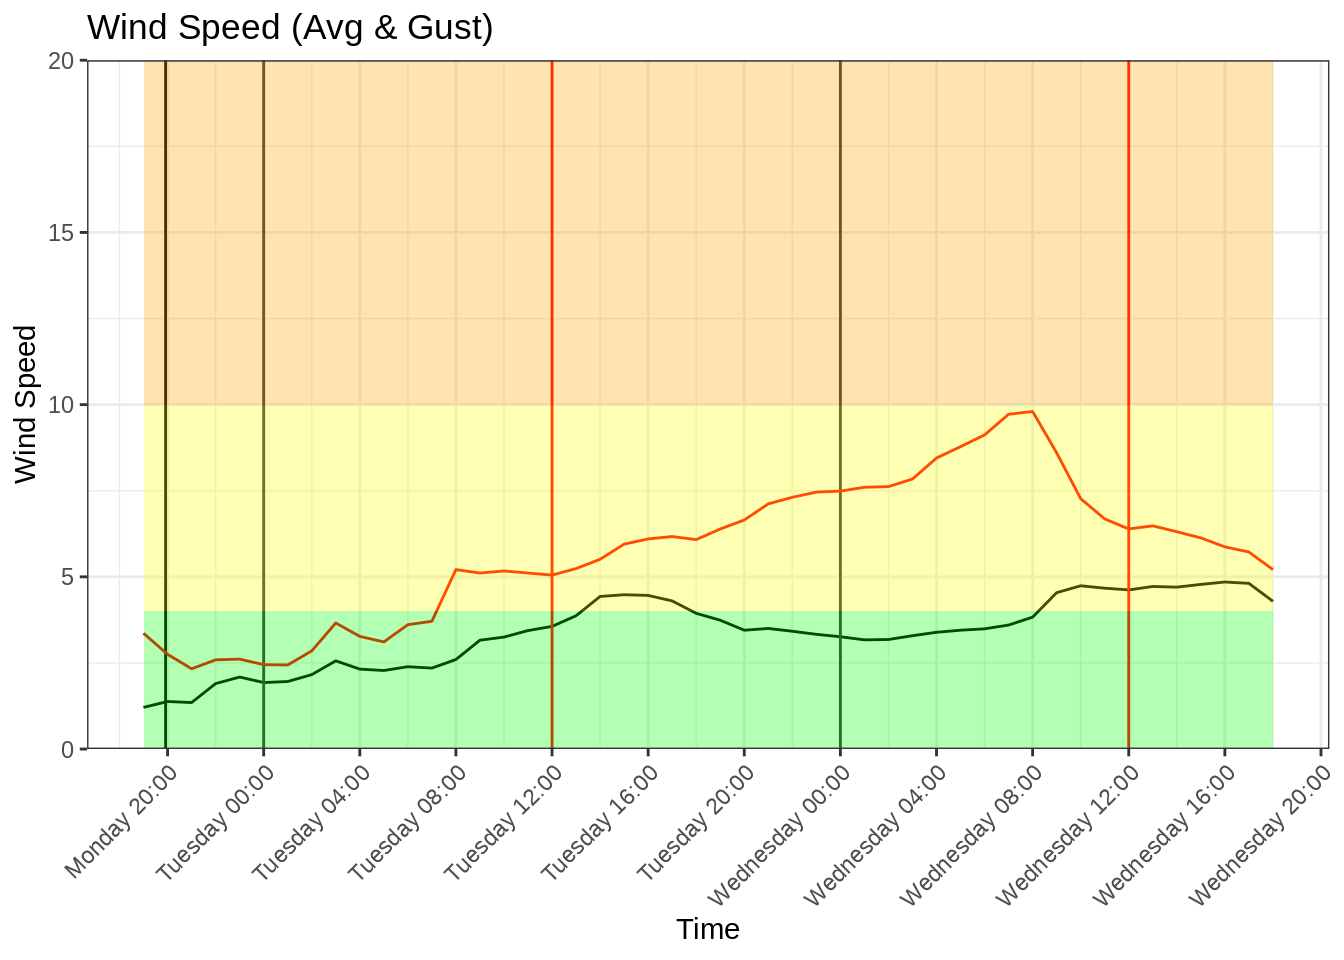 Wind Speed (Avg & Gust)
20
15
10
5
0
Wind Speed
Monday 20:00
Tuesday 00:00
Tuesday 04:00
Tuesday 08:00
Tuesday 12:00
Tuesday 16:00
Tuesday 20:00
Wednesday 00:00
Wednesday 04:00
Wednesday 08:00
Wednesday 12:00
Wednesday 16:00
Wednesday 20:00
Time